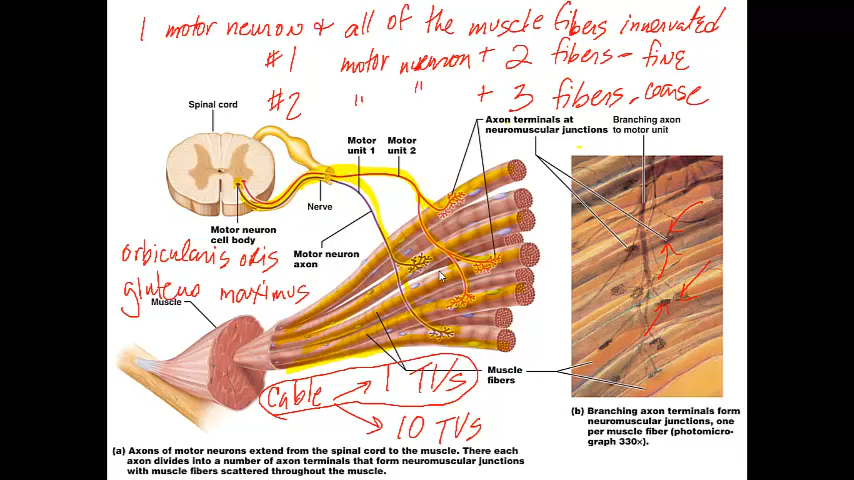 1 motor neuron & all of the muscle fibers innervated
#1 motor neuron + 2 fibers - fine
#2 " " + 3 fibers - coarse
Spinal cord
Axon terminals at
neuromuscular junctions
Branching axon
to motor unit
Motor
unit 1
Motor
unit 2
Nerve
Motor neuron
cell body
Motor neuron
axon
orbicularis oris
gluteus maximus
Muscle
Muscle
fibers
Cable 1 TV/s
10 TVs
(b) Branching axon terminals form
neuromuscular junctions, one
per muscle fiber (photomicro-
graph 330×).
(a) Axons of motor neurons extend from the spinal cord to the muscle. There each
axon divides into a number of axon terminals that form neuromuscular junctions
with muscle fibers scattered throughout the muscle.